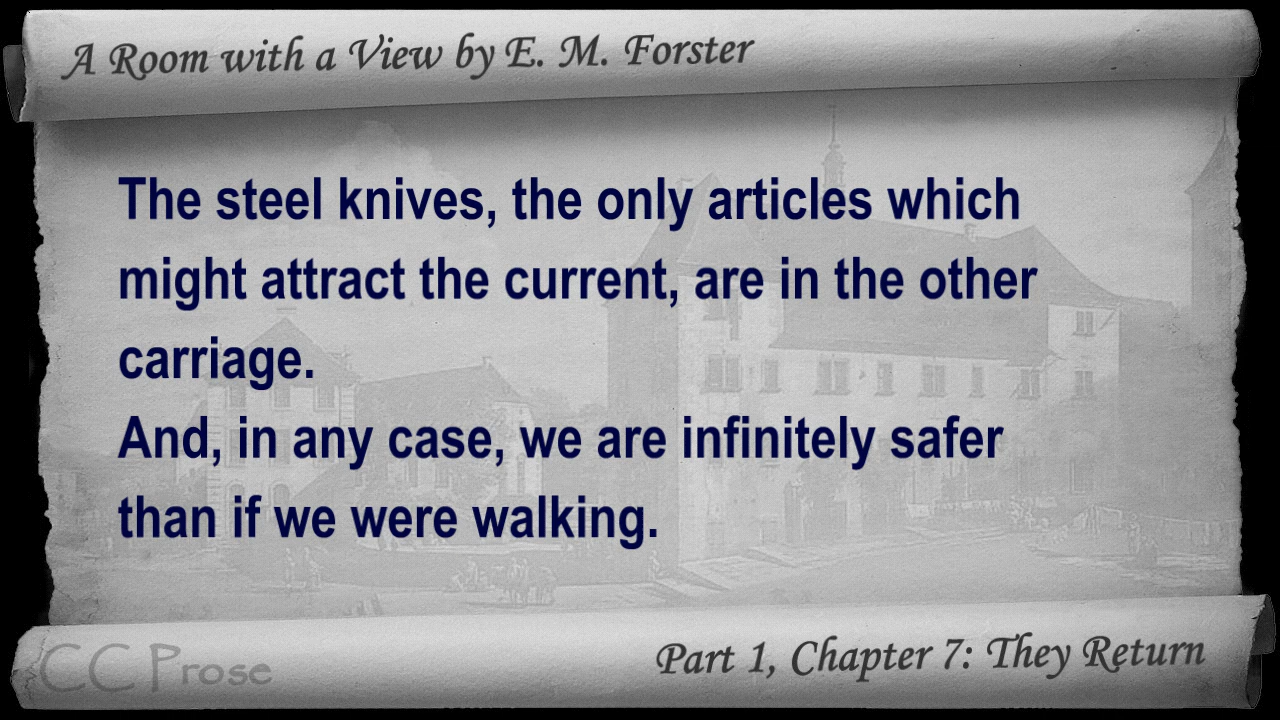 A Room with a View by E. M. Forster
The steel knives, the only articles which
might attract the current, are in the other
carriage.
And, in any case, we are infinitely safer
than if we were walking.
CC Prose
Part 1, Chapter 7: They Return